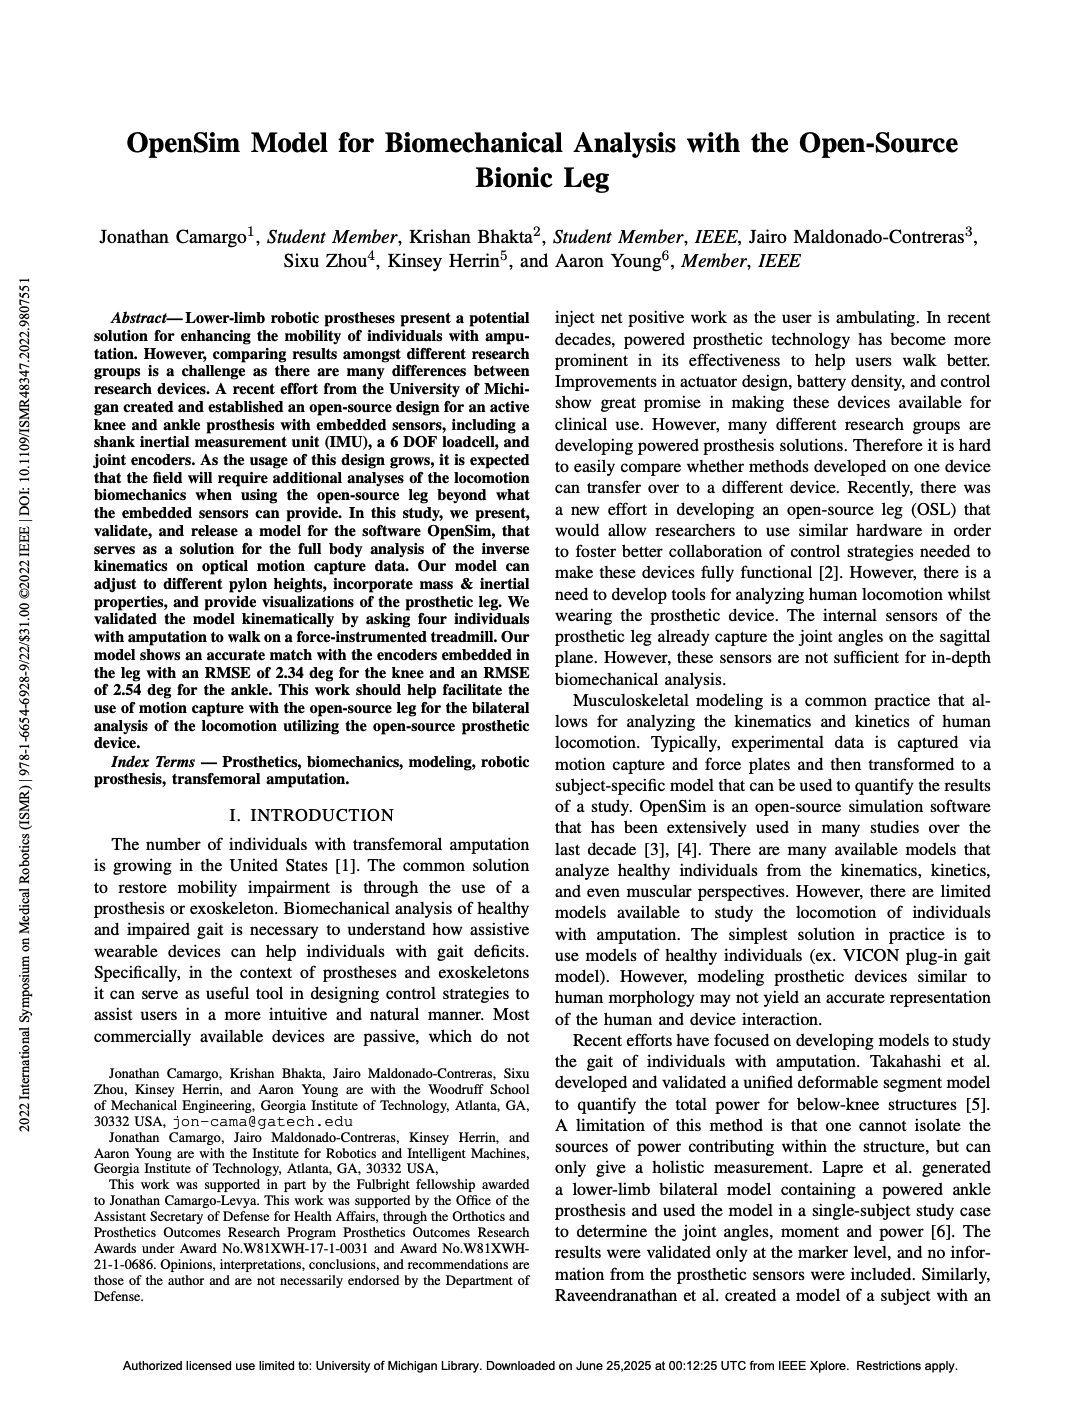 OpenSim Model for Biomechanical Analysis with the Open-Source
Bionic Leg
Jonathan Camargo1, Student Member, Krishan Bhakta2, Student Member, IEEE, Jairo Maldonado-Contreras3,
Sixu Zhou4, Kinsey Herrin5, and Aaron Young6, Member, IEEE
Abstract— Lower-limb robotic prostheses present a potential
solution for enhancing the mobility of individuals with ampu-
tation. However, comparing results amongst different research
groups is a challenge as there are many differences between
research devices. A recent effort from the University of Michi-
gan created and established an open-source design for an active
knee and ankle prosthesis with embedded sensors, including a
shank inertial measurement unit (IMU), a 6 DOF loadcell, and
joint encoders. As the usage of this design grows, it is expected
that the field will require additional analyses of the locomotion
biomechanics when using the open-source leg beyond what
the embedded sensors can provide. In this study, we present,
validate, and release a model for the software OpenSim, that
serves as a solution for the full body analysis of the inverse
kinematics on optical motion capture data. Our model can
adjust to different pylon heights, incorporate mass & inertial
properties, and provide visualizations of the prosthetic leg. We
validated the model kinematically by asking four individuals
with amputation to walk on a force-instrumented treadmill. Our
model shows an accurate match with the encoders embedded in
the leg with an RMSE of 2.34 deg for the knee and an RMSE
of 2.54 deg for the ankle. This work should help facilitate the
use of motion capture with the open-source leg for the bilateral
analysis of the locomotion utilizing the open-source prosthetic
device.
Index Terms — Prosthetics, biomechanics, modeling, robotic
prosthesis, transfemoral amputation.
I. INTRODUCTION
The number of individuals with transfemoral amputation
is growing in the United States [1]. The common solution
to restore mobility impairment is through the use of a
prosthesis or exoskeleton. Biomechanical analysis of healthy
and impaired gait is necessary to understand how assistive
wearable devices can help individuals with gait deficits.
Specifically, in the context of prostheses and exoskeletons
it can serve as useful tool in designing control strategies to
assist users in a more intuitive and natural manner. Most
commercially available devices are passive, which do not
Jonathan Camargo, Krishan Bhakta, Jairo Maldonado-Contreras, Sixu
Zhou, Kinsey Herrin, and Aaron Young are with the Woodruff School
of Mechanical Engineering, Georgia Institute of Technology, Atlanta, GA,
30332 USA, jon-cama@gatech.edu
Jonathan Camargo, Jairo Maldonado-Contreras, Kinsey Herrin, and
Aaron Young are with the Institute for Robotics and Intelligent Machines,
Georgia Institute of Technology, Atlanta, GA, 30332 USA,
This work was supported in part by the Fulbright fellowship awarded
to Jonathan Camargo-Levya. This work was supported by the Office of the
Assistant Secretary of Defense for Health Affairs, through the Orthotics and
Prosthetics Outcomes Research Program Prosthetics Outcomes Research
Awards under Award No.W81XWH-17-1-0031 and Award No.W81XWH-
21-1-0686. Opinions, interpretations, conclusions, and recommendations are
those of the author and are not necessarily endorsed by the Department of
Defense.
inject net positive work as the user is ambulating. In recent
decades, powered prosthetic technology has become more
prominent in its effectiveness to help users walk better.
Improvements in actuator design, battery density, and control
show great promise in making these devices available for
clinical use. However, many different research groups are
developing powered prosthesis solutions. Therefore it is hard
to easily compare whether methods developed on one device
can transfer over to a different device. Recently, there was
a new effort in developing an open-source leg (OSL) that
would allow researchers to use similar hardware in order
to foster better collaboration of control strategies needed to
make these devices fully functional [2]. However, there is a
need to develop tools for analyzing human locomotion whilst
wearing the prosthetic device. The internal sensors of the
prosthetic leg already capture the joint angles on the sagittal
plane. However, these sensors are not sufficient for in-depth
biomechanical analysis.
Musculoskeletal modeling is a common practice that al-
lows for analyzing the kinematics and kinetics of human
locomotion. Typically, experimental data is captured via
motion capture and force plates and then transformed to a
subject-specific model that can be used to quantify the results
of a study. OpenSim is an open-source simulation software
that has been extensively used in many studies over the
last decade [3], [4]. There are many available models that
analyze healthy individuals from the kinematics, kinetics,
and even muscular perspectives. However, there are limited
models available to study the locomotion of individuals
with amputation. The simplest solution in practice is to
use models of healthy individuals (ex. VICON plug-in gait
model). However, modeling prosthetic devices similar to
human morphology may not yield an accurate representation
of the human and device interaction.
Recent efforts have focused on developing models to study
the gait of individuals with amputation. Takahashi et al.
developed and validated a unified deformable segment model
to quantify the total power for below-knee structures [5].
A limitation of this method is that one cannot isolate the
sources of power contributing within the structure, but can
only give a holistic measurement. Lapre et al. generated
a lower-limb bilateral model containing a powered ankle
prosthesis and used the model in a single-subject study case
to determine the joint angles, moment and power [6]. The
results were validated only at the marker level, and no infor-
mation from the prosthetic sensors were included. Similarly,
Raveendranathan et al. created a model of a subject with an
2022 International Symposium on Medical Robotics (ISMR) | 978-1-6654-6928-9/22/$31.00 ©2022 IEEE | DOI: 10.1109/ISMR48347.2022.9807551
Authorized licensed use limited to: University of Michigan Library. Downloaded on June 25,2025 at 00:12:25 UTC from IEEE Xplore. Restrictions apply.